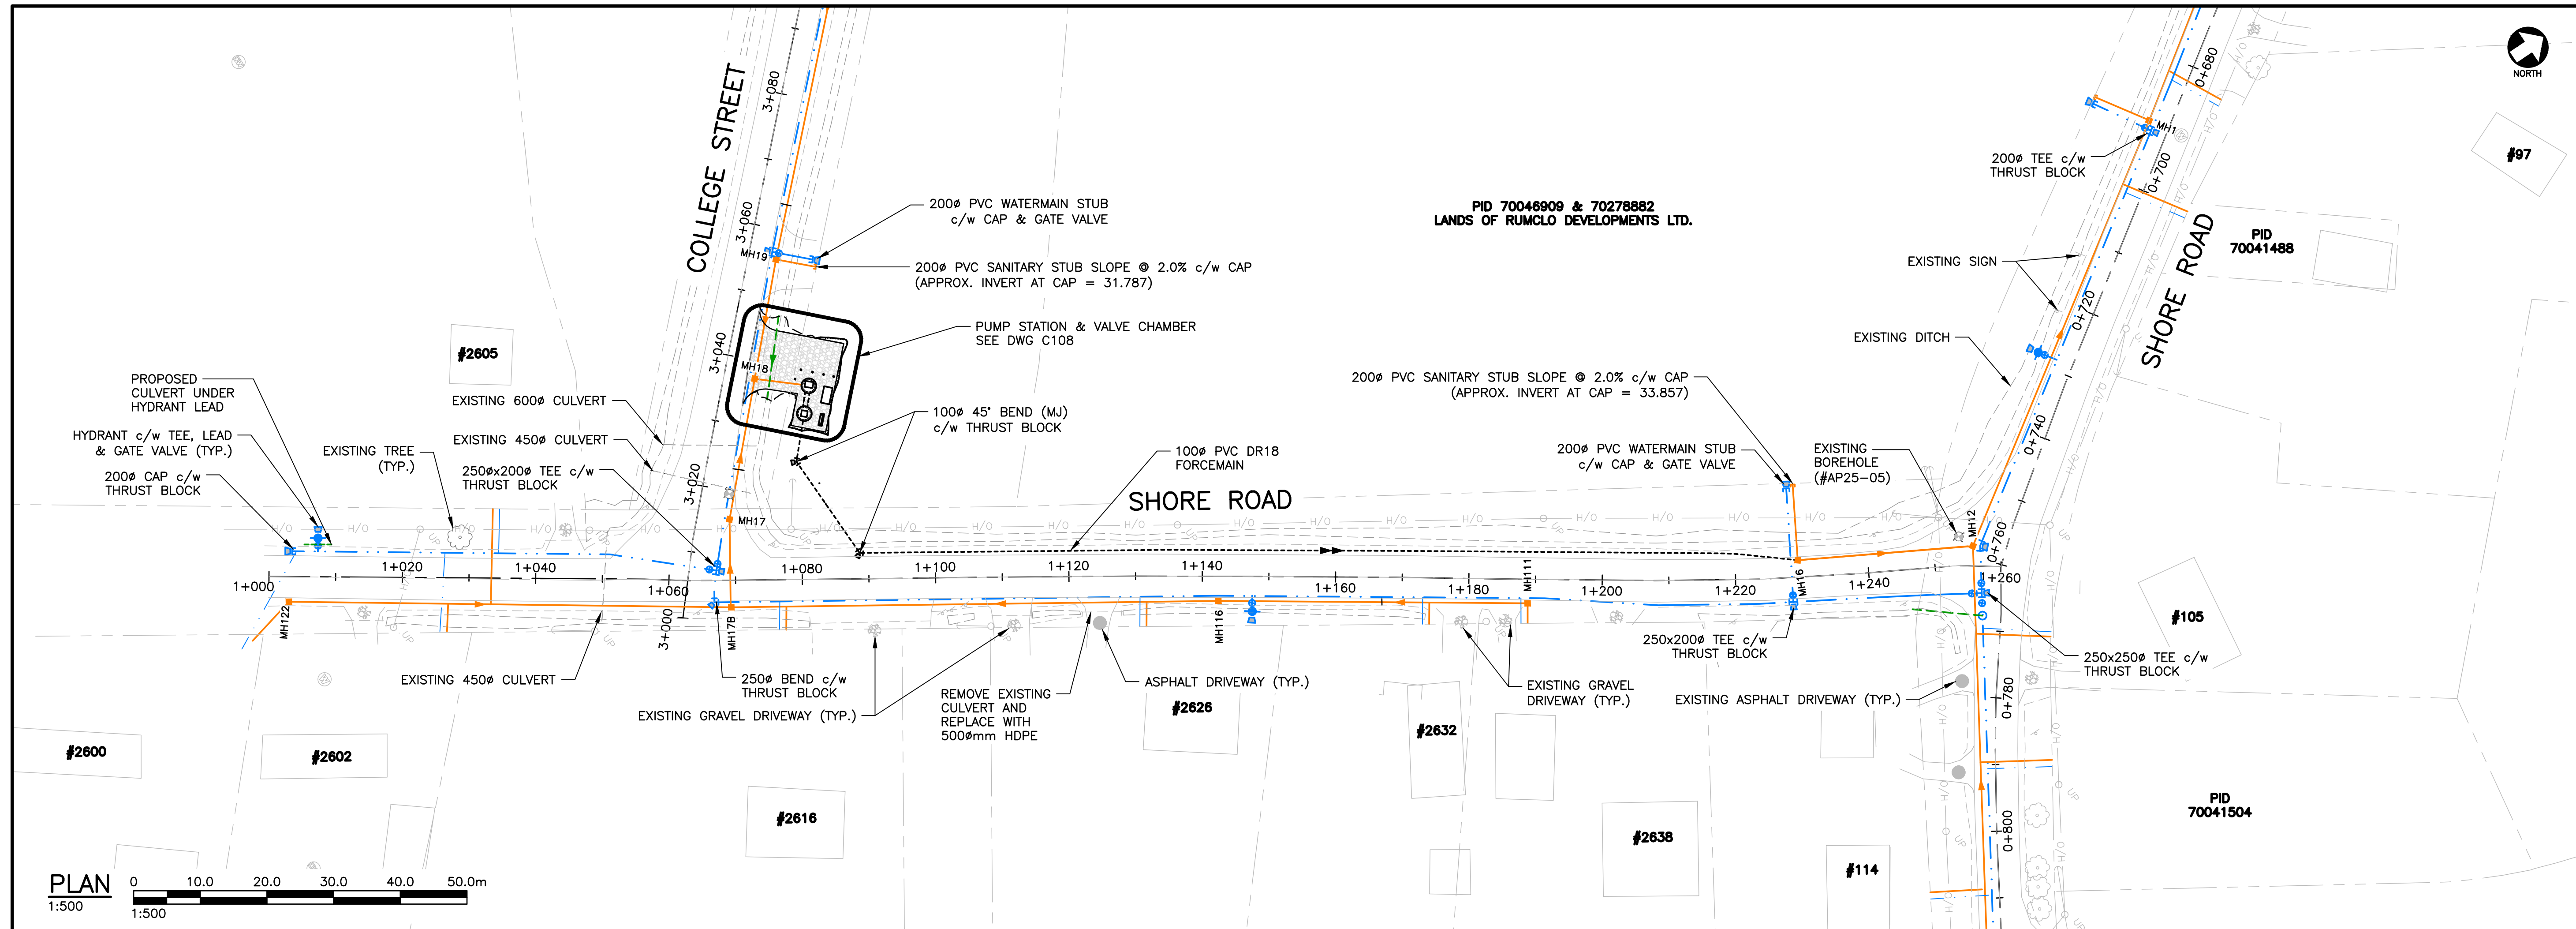 NORTH
COLLEGE STREET
SHORE ROAD
SHORE ROAD
3+080
3+060
3+040
3+020
3+000
0+680
0+700
0+720
0+740
0+760
0+780
0+800
MH1
#97
200ø TEE c/w
THRUST BLOCK
PID 70046909 & 70278882
LANDS OF RUMCLO DEVELOPMENTS LTD.
PID
70041488
EXISTING SIGN
EXISTING DITCH
200ø PVC WATERMAIN STUB
c/w CAP & GATE VALVE
MH19
200ø PVC SANITARY STUB SLOPE @ 2.0% c/w CAP
(APPROX. INVERT AT CAP = 31.787)
PUMP STATION & VALVE CHAMBER
SEE DWG C108
MH18
#2605
PROPOSED
CULVERT UNDER
HYDRANT LEAD
EXISTING 600ø CULVERT
HYDRANT c/w TEE, LEAD
& GATE VALVE (TYP.)
EXISTING TREE
(TYP.)
EXISTING 450ø CULVERT
200ø CAP c/w
THRUST BLOCK
250øx200ø TEE c/w
THRUST BLOCK
100ø 45° BEND (MJ)
c/w THRUST BLOCK
100ø PVC DR18
FORCEMAIN
200ø PVC SANITARY STUB SLOPE @ 2.0% c/w CAP
(APPROX. INVERT AT CAP = 33.857)
200ø PVC WATERMAIN STUB
c/w CAP & GATE VALVE
EXISTING
BOREHOLE
(#AP25-05)
MH17
MH12
H/O H/O H/O H/O H/O H/O H/O H/O H/O H/O H/O H/O H/O H/O
UP UP UP UP
1+000
1+020
1+040
1+060
1+080
1+100
1+120
1+140
1+160
1+180
1+200
1+220
1+240
1+260
MH122
MH17B
MH116
MH111
MH16
EXISTING 450ø CULVERT
250ø BEND c/w
THRUST BLOCK
EXISTING GRAVEL DRIVEWAY (TYP.)
REMOVE EXISTING
CULVERT AND
REPLACE WITH
500ømm HDPE
ASPHALT DRIVEWAY (TYP.)
EXISTING GRAVEL
DRIVEWAY (TYP.)
250x200ø TEE c/w
THRUST BLOCK
EXISTING ASPHALT DRIVEWAY (TYP.)
250x250ø TEE c/w
THRUST BLOCK
#105
#2600
#2602
#2616
#2626
#2632
#2638
#114
PID
70041504
PLAN
1:500
0 10.0 20.0 30.0 40.0 50.0m
1:500